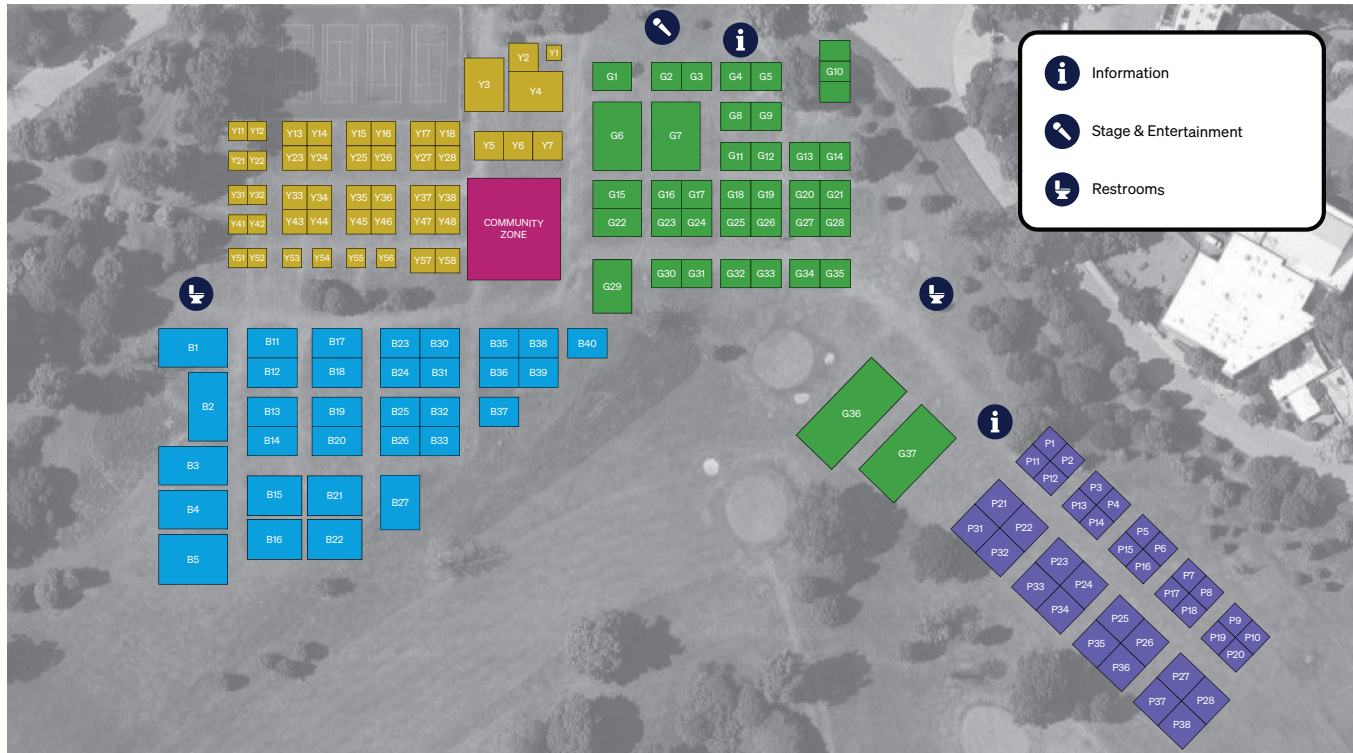 Information
Stage & Entertainment
Restrooms
Y1
Y2
Y3
Y4
Y5 Y6 Y7
Y11 Y12 Y13 Y14 Y15 Y16 Y17 Y18
Y21 Y22 Y23 Y24 Y25 Y26 Y27 Y28
Y31 Y32 Y33 Y34 Y35 Y36 Y37 Y38
Y41 Y42 Y43 Y44 Y45 Y46 Y47 Y48
Y51 Y52 Y53 Y54 Y55 Y56 Y57 Y58
COMMUNITY
ZONE
G1 G2 G3 G4 G5 G10
G6 G7 G8 G9
G11 G12 G13 G14
G15 G16 G17 G18 G19 G20 G21
G22 G23 G24 G25 G26 G27 G28
G29 G30 G31 G32 G33 G34 G35
G36
G37
B1 B11 B17 B23 B30 B35 B38 B40
B12 B18 B24 B31 B36 B39
B2 B13 B19 B25 B32 B37
B14 B20 B26 B33
B3
B4 B15 B21 B27
B5 B16 B22
P1
P11 P2
P12
P3
P13 P4
P14
P5
P15 P6
P16
P7
P17 P8
P18
P9
P19 P10
P20
P21
P31 P22
P32
P23
P33 P24
P34
P25
P35 P26
P36
P27
P37 P28
P38